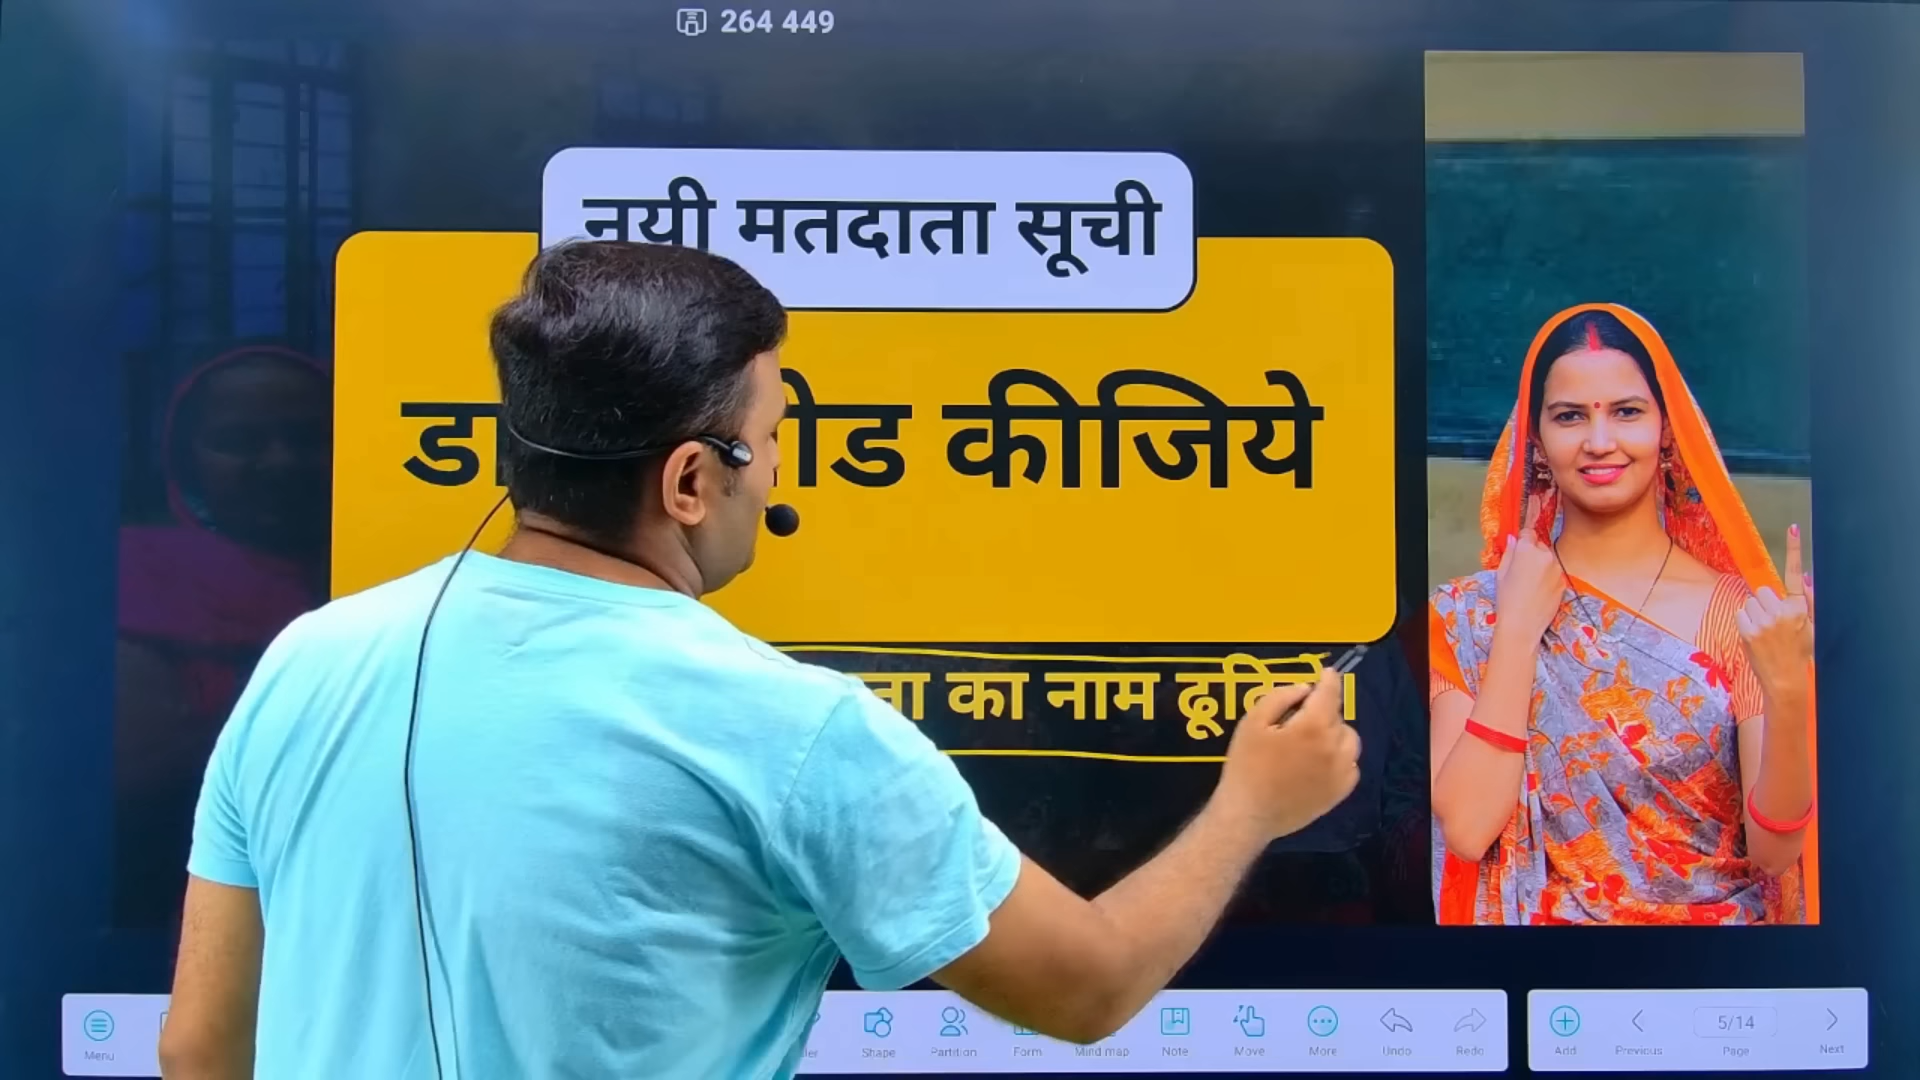 264 449
नयी मतदाता सूची
कीजिये
का नाम ढूढिये।
Menu
Shape
Partition
Form
Mind map
Note
Move
More
Undo
Redo
Add
Previous
5/14
Page
Next